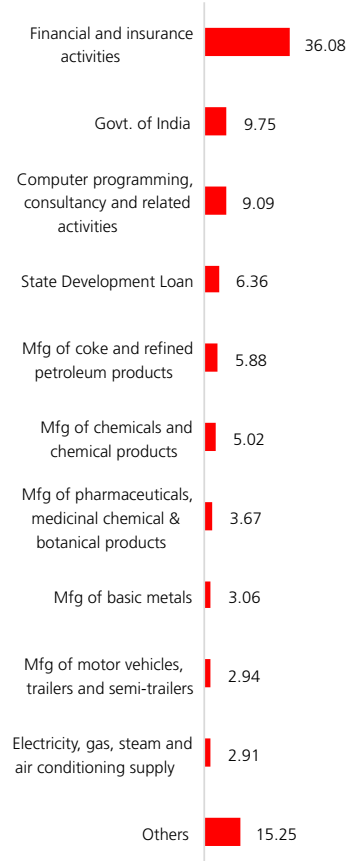 Financial and insurance
activities
36.08
Govt. of India
9.75
Computer programming,
consultancy and related
activities
9.09
State Development Loan
6.36
Mfg of coke and refined
petroleum products
5.88
Mfg of chemicals and
chemical products
5.02
Mfg of pharmaceuticals,
medicinal chemical &
botanical products
3.67
Mfg of basic metals
3.06
Mfg of motor vehicles,
trailers and semi-trailers
2.94
Electricity, gas, steam and
air conditioning supply
2.91
Others
15.25